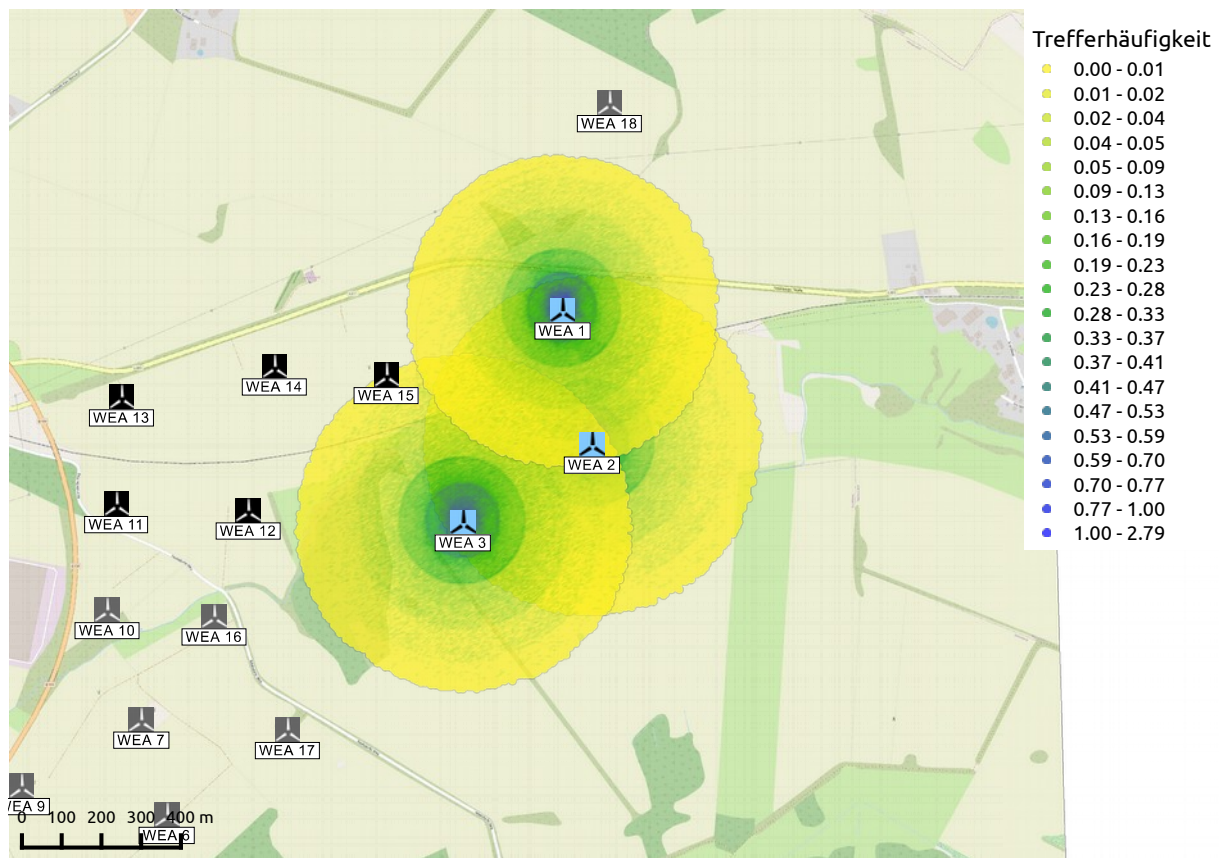 Trefferhäufigkeit
0.00 - 0.01
0.01 - 0.02
0.02 - 0.04
0.04 - 0.05
0.05 - 0.09
0.09 - 0.13
0.13 - 0.16
0.16 - 0.19
0.19 - 0.23
0.23 - 0.28
0.28 - 0.33
0.33 - 0.37
0.37 - 0.41
0.41 - 0.47
0.47 - 0.53
0.53 - 0.59
0.59 - 0.70
0.70 - 0.77
0.77 - 1.00
1.00 - 2.79
WEA 18
WEA 1
WEA 14
WEA 15
WEA 13
WEA 2
WEA 11
WEA 12
WEA 3
WEA 10
WEA 16
WEA 7
WEA 17
WEA 9
WEA 6
0 100 200 300 400 m